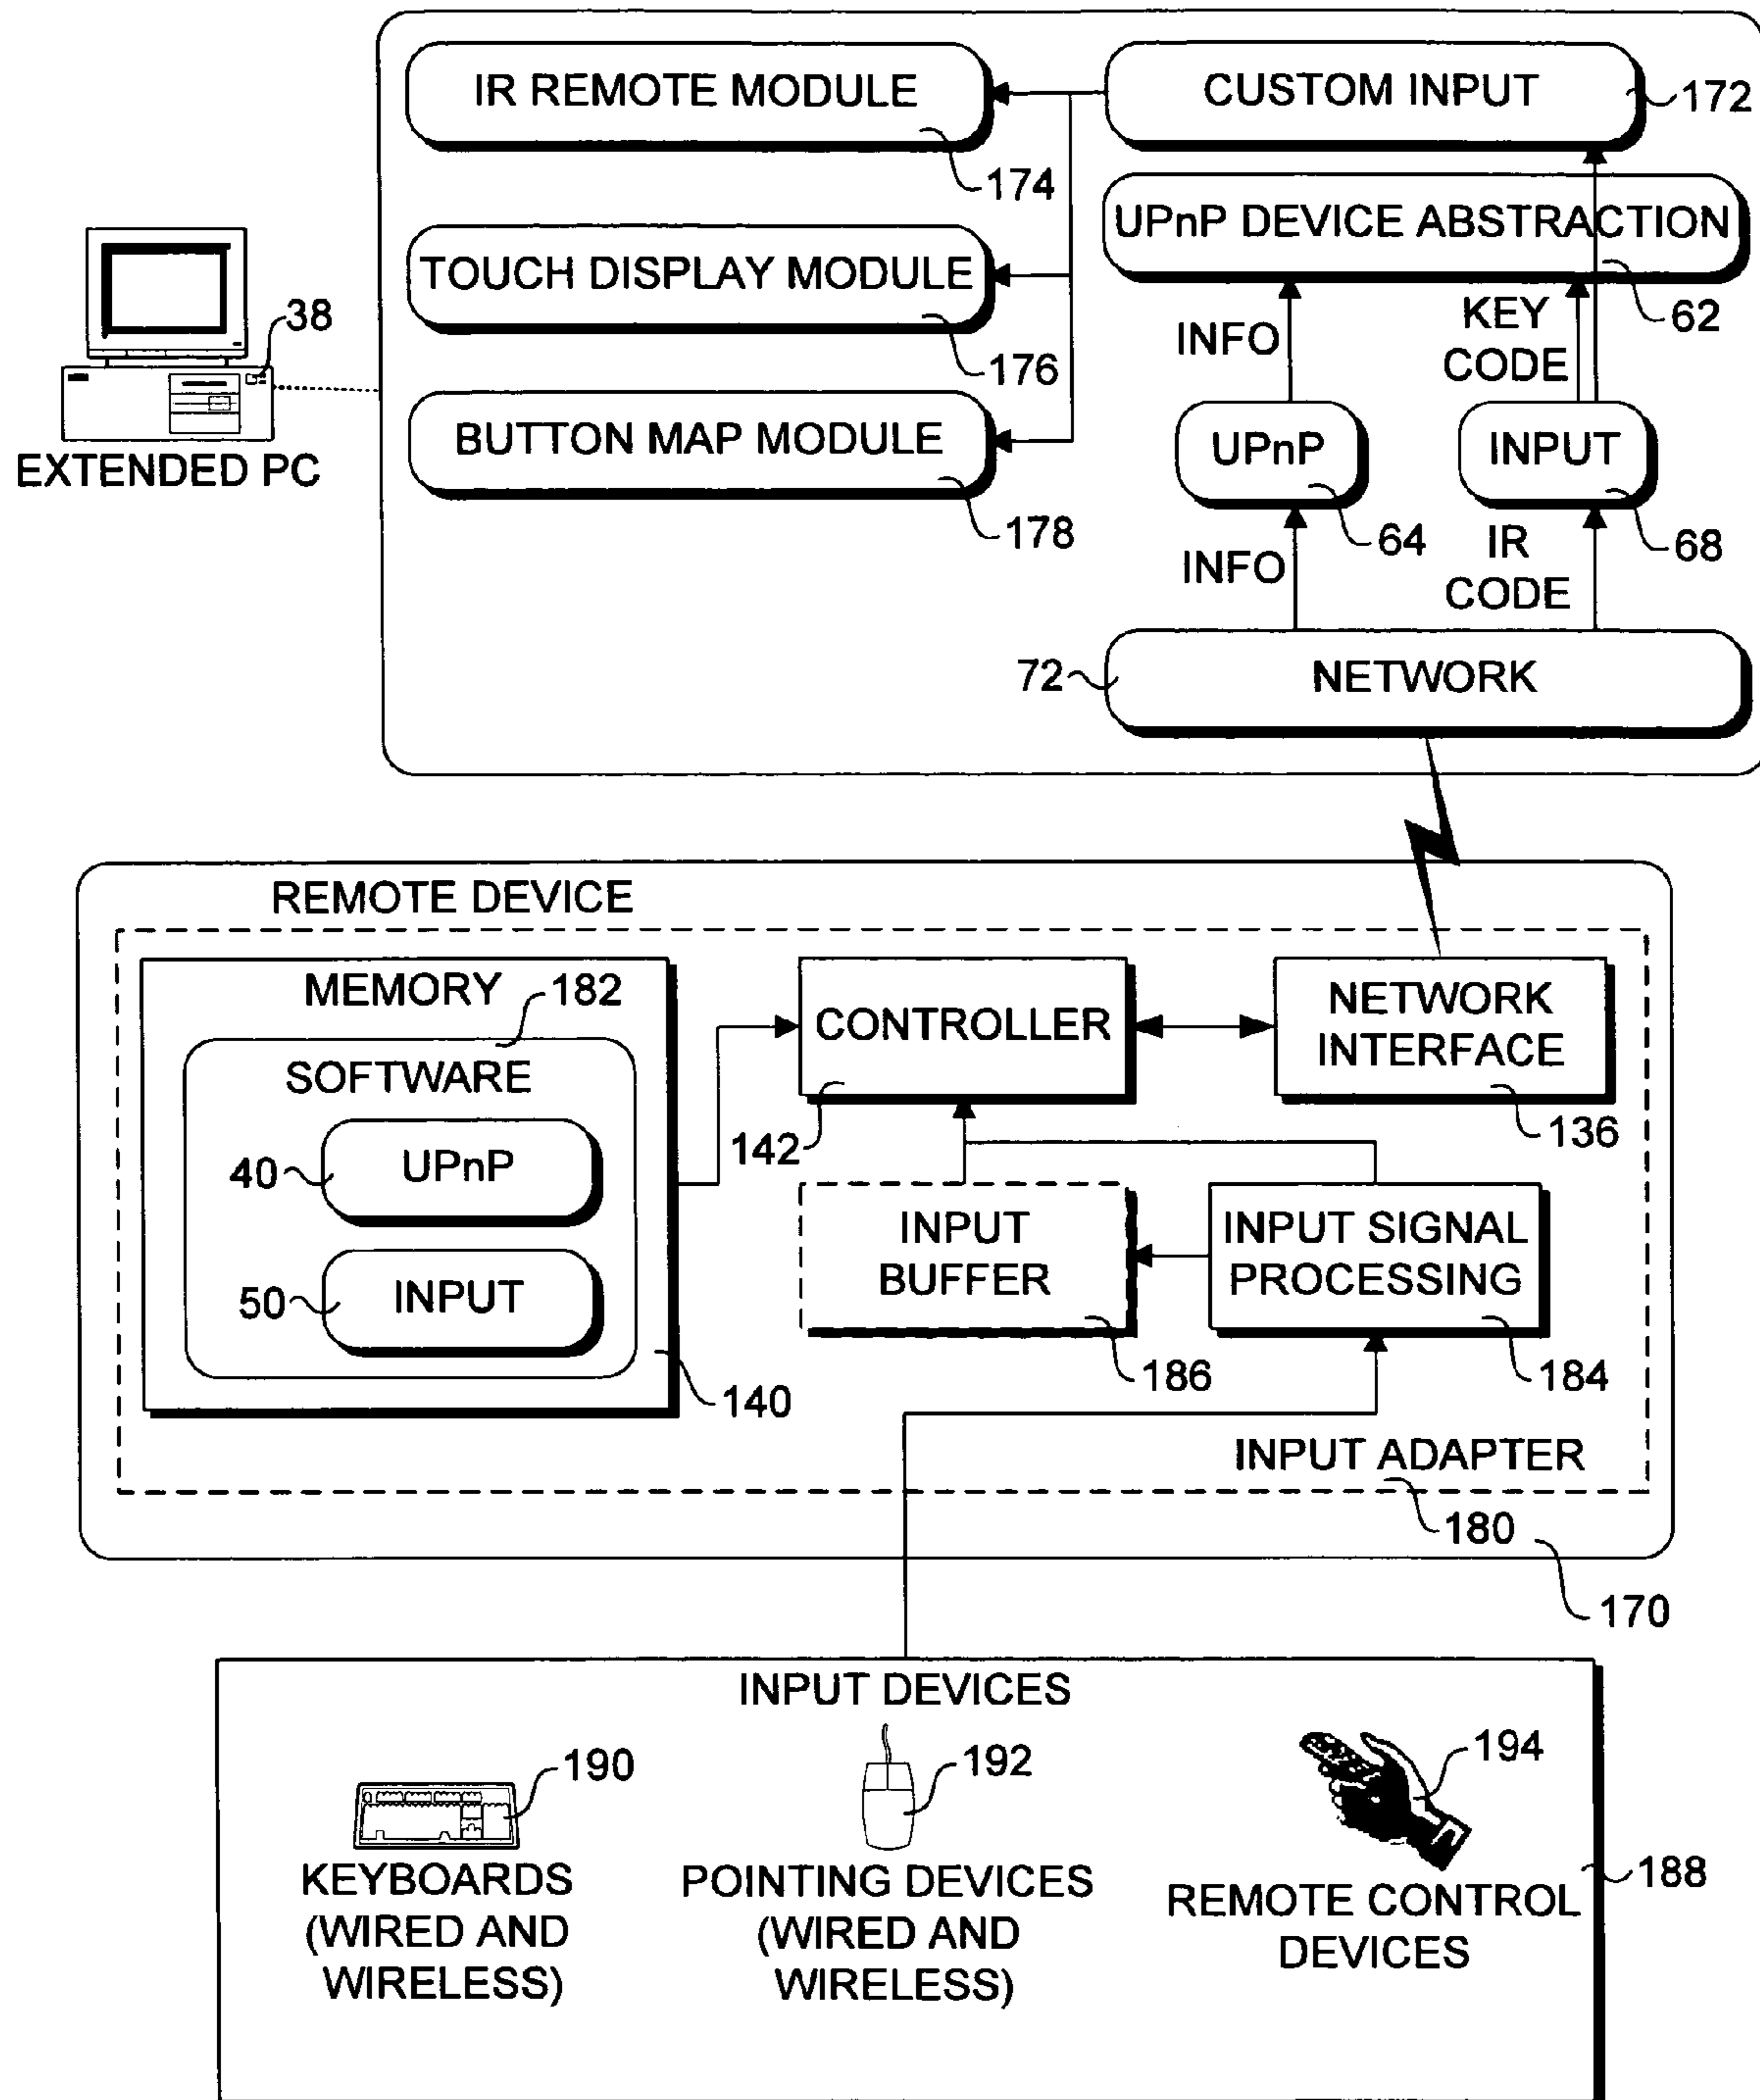 IR REMOTE MODULE
174
CUSTOM INPUT
172
UPnP DEVICE ABSTRACTION
62
TOUCH DISPLAY MODULE
176
38
EXTENDED PC
BUTTON MAP MODULE
178
INFO
KEY
CODE
UPnP
64
INPUT
68
INFO
IR
CODE
72
NETWORK
REMOTE DEVICE
MEMORY
182
SOFTWARE
40
UPnP
50
INPUT
140
CONTROLLER
142
NETWORK
INTERFACE
136
INPUT
BUFFER
186
INPUT SIGNAL
PROCESSING
184
INPUT ADAPTER
180
170
INPUT DEVICES
190
KEYBOARDS
(WIRED AND
WIRELESS)
192
POINTING DEVICES
(WIRED AND
WIRELESS)
194
REMOTE CONTROL
DEVICES
188